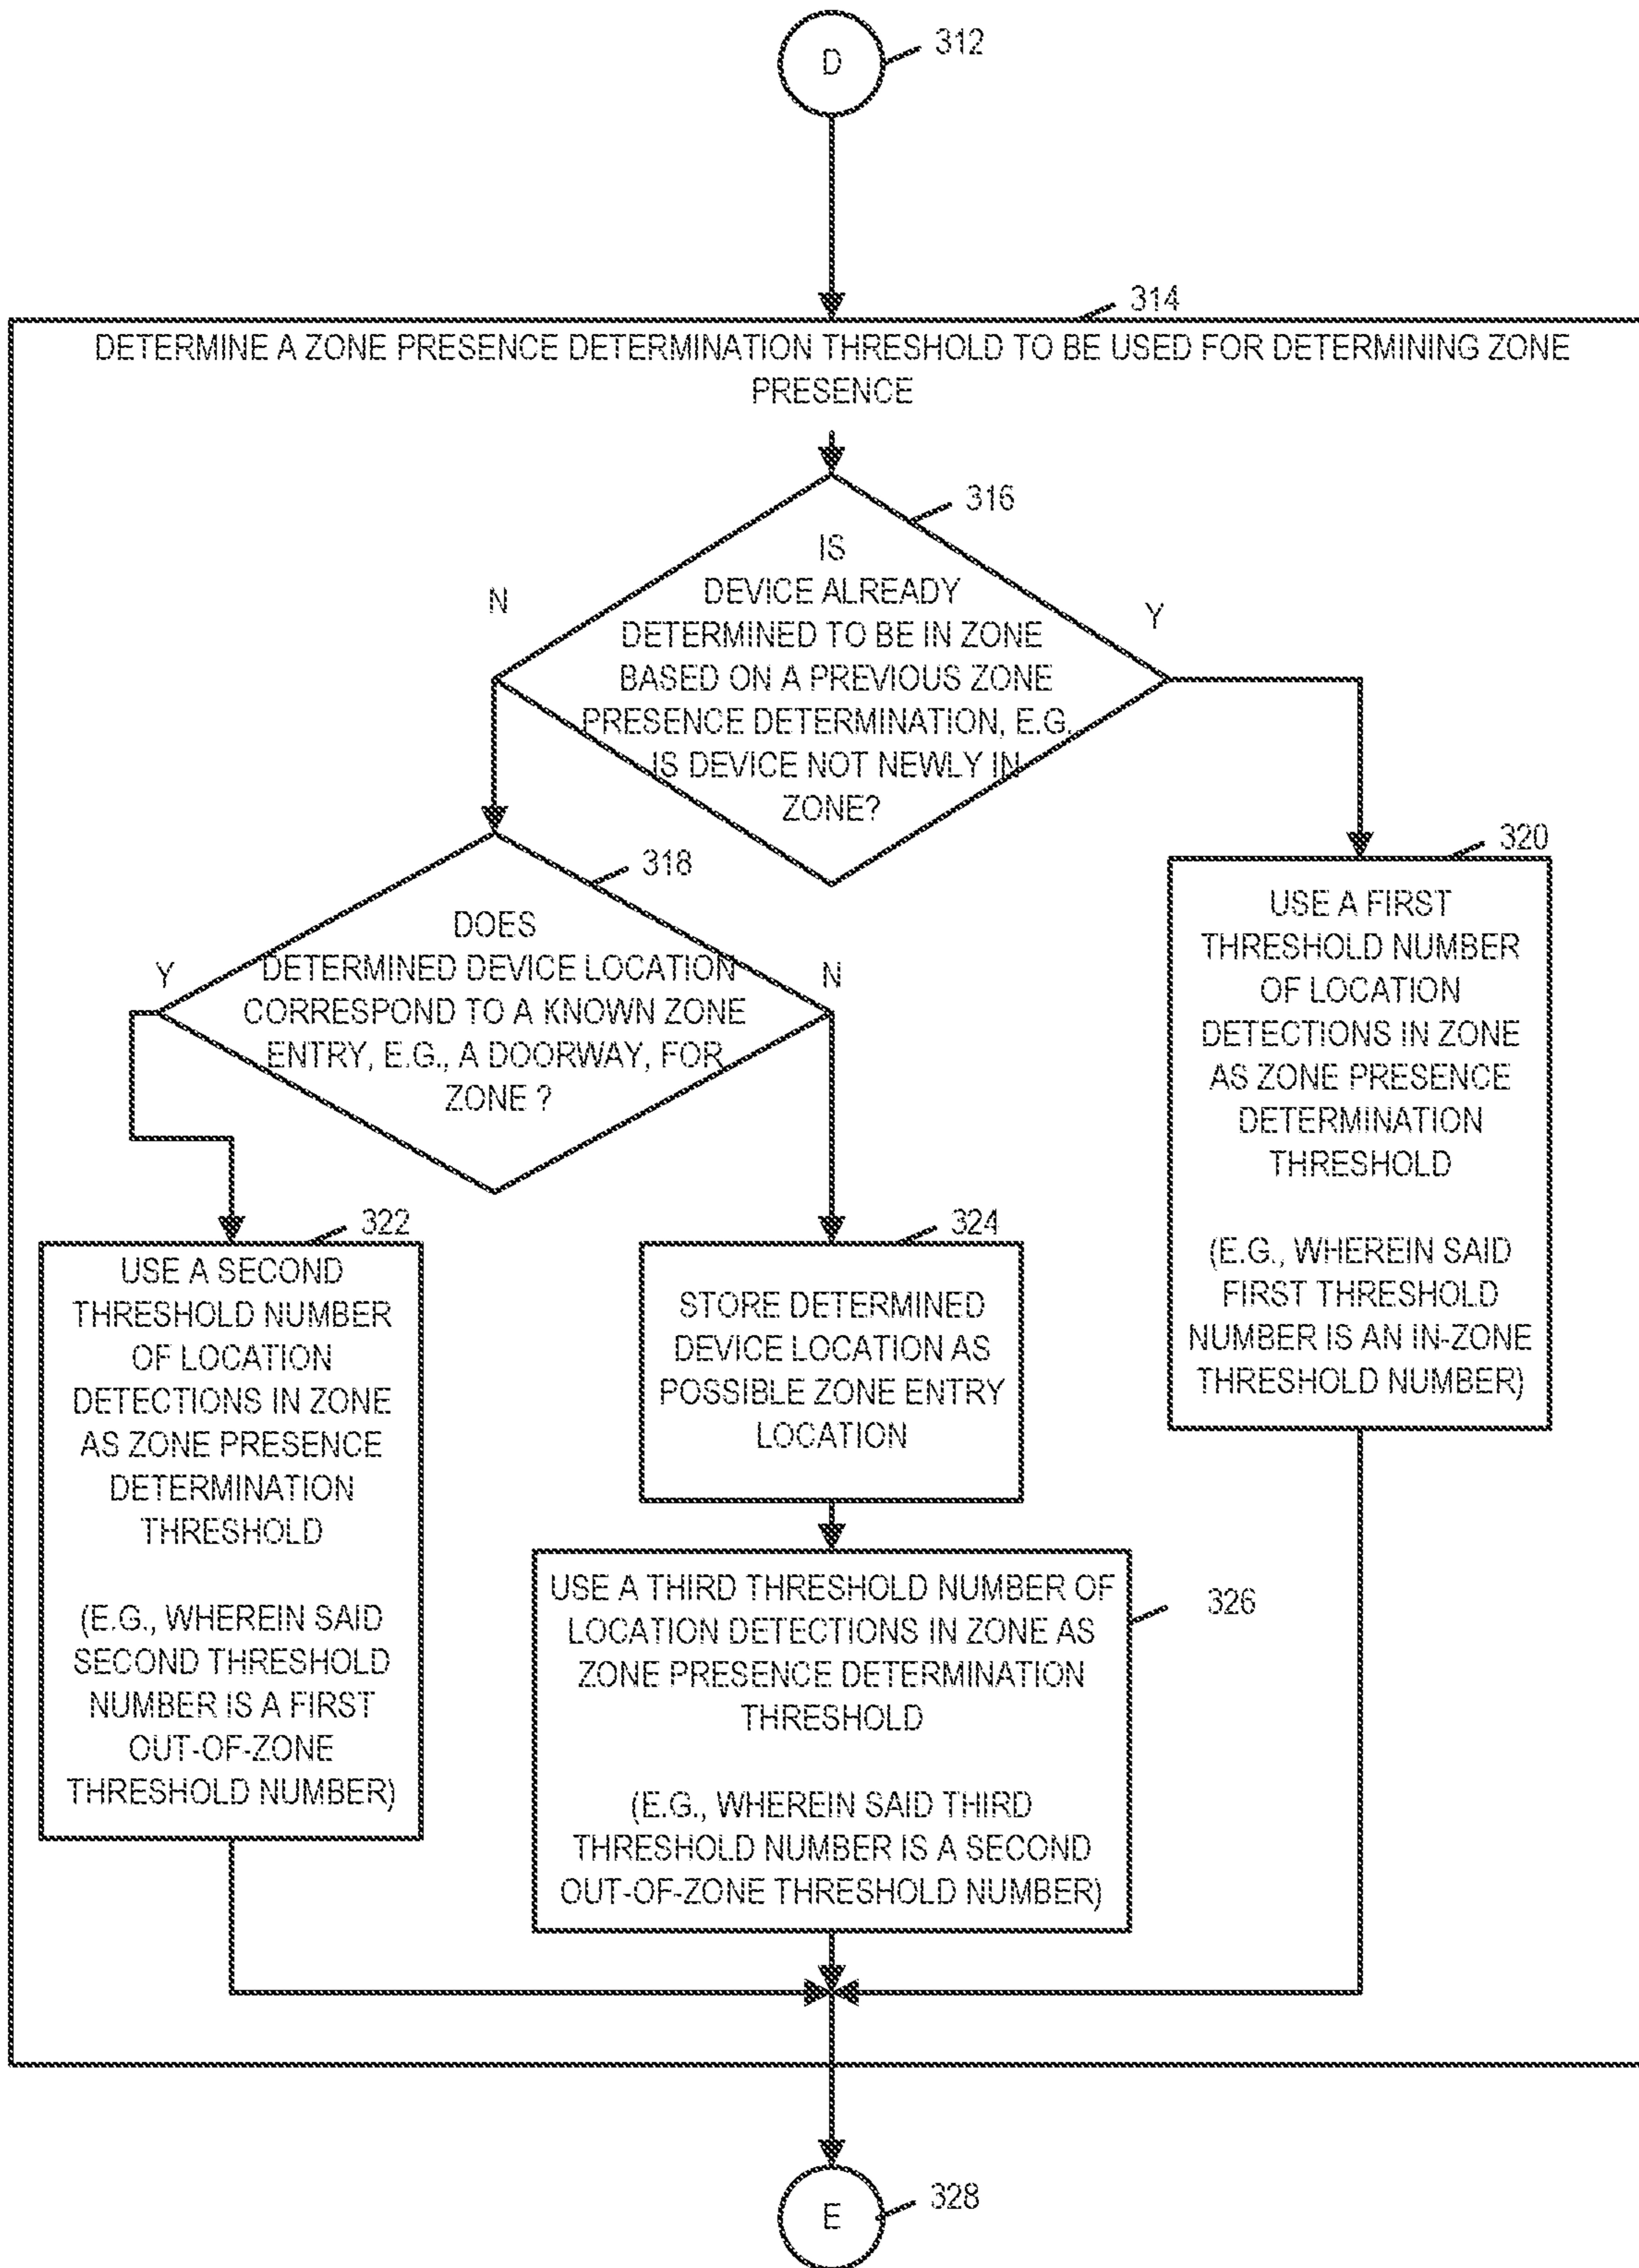 D
312
314
DETERMINE A ZONE PRESENCE DETERMINATION THRESHOLD TO BE USED FOR DETERMINING ZONE
PRESENCE
316
IS
DEVICE ALREADY
DETERMINED TO BE IN ZONE
BASED ON A PREVIOUS ZONE
PRESENCE DETERMINATION, E.G.
IS DEVICE NOT NEWLY IN
ZONE?
N
Y
318
DOES
DETERMINED DEVICE LOCATION
CORRESPOND TO A KNOWN ZONE
ENTRY, E.G., A DOORWAY, FOR
ZONE ?
Y
N
320
USE A FIRST
THRESHOLD NUMBER
OF LOCATION
DETECTIONS IN ZONE
AS ZONE PRESENCE
DETERMINATION
THRESHOLD
(E.G., WHEREIN SAID
FIRST THRESHOLD
NUMBER IS AN IN-ZONE
THRESHOLD NUMBER)
322
USE A SECOND
THRESHOLD NUMBER
OF LOCATION
DETECTIONS IN ZONE
AS ZONE PRESENCE
DETERMINATION
THRESHOLD
(E.G., WHEREIN SAID
SECOND THRESHOLD
NUMBER IS A FIRST
OUT-OF-ZONE
THRESHOLD NUMBER)
324
STORE DETERMINED
DEVICE LOCATION AS
POSSIBLE ZONE ENTRY
LOCATION
326
USE A THIRD THRESHOLD NUMBER OF
LOCATION DETECTIONS IN ZONE AS
ZONE PRESENCE DETERMINATION
THRESHOLD
(E.G., WHEREIN SAID THIRD
THRESHOLD NUMBER IS A SECOND
OUT-OF-ZONE THRESHOLD NUMBER)
E
328